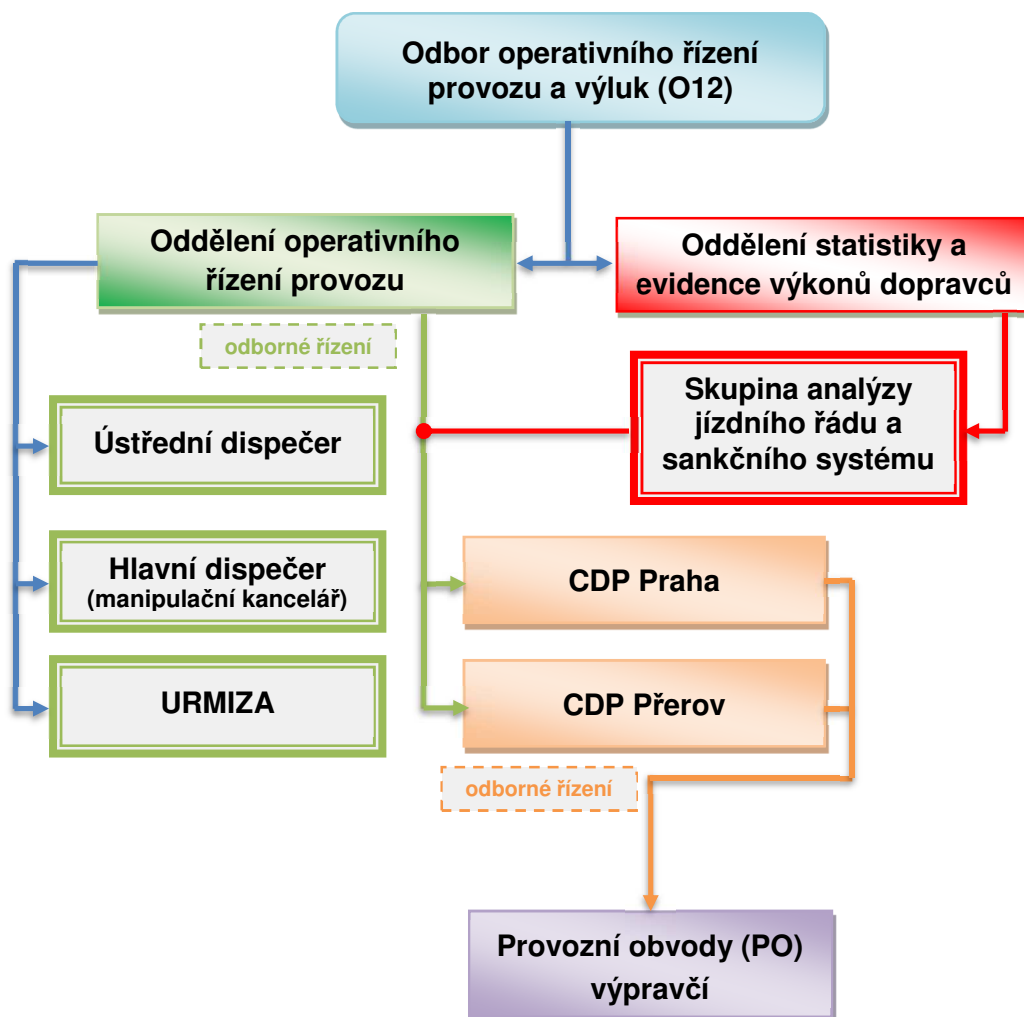 Odbor operativního řízení
provozu a výluk (O12)
Oddělení operativního
řízení provozu
Oddělení statistiky a
evidence výkonů dopravců
odborné řízení
Skupina analýzy
jízdního řádu a
sankčního systému
Ústřední dispečer
Hlavní dispečer
(manipulační kancelář)
CDP Praha
URMIZA
CDP Přerov
odborné řízení
Provozní obvody (PO)
výpravčí